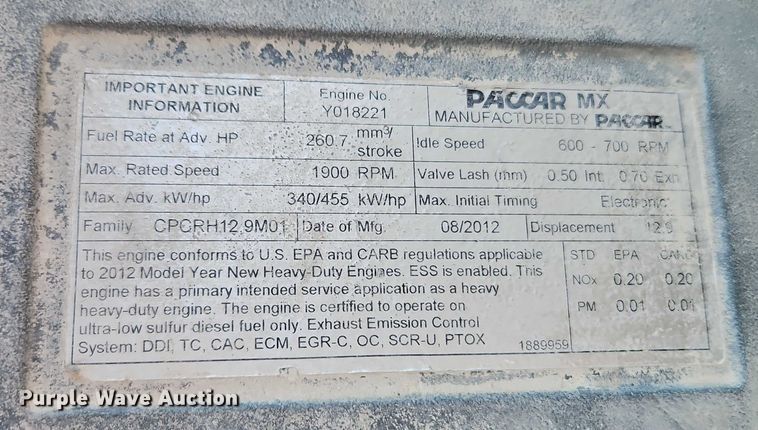 IMPORTANT ENGINE INFORMATION
Engine No. Y018221
PACCAR MX
MANUFACTURED BY PACCAR
Fuel Rate at Adv. HP 260.7 mm³/stroke
Idle Speed 600 - 700 RPM
Max. Rated Speed 1900 RPM
Valve Lash (mm) 0.50 Int. 0.70 Exh
Max. Adv. kW/hp 340/455 kW/hp
Max. Initial Timing Electronic
Family CPCRH12.9M01
Date of Mfg. 08/2012
Displacement 12.9
This engine conforms to U.S. EPA and CARB regulations applicable
to 2012 Model Year New Heavy-Duty Engines. ESS is enabled. This
engine has a primary intended service application as a heavy
heavy-duty engine. The engine is certified to operate on
ultra-low sulfur diesel fuel only. Exhaust Emission Control
System: DDI, TC, CAC, ECM, EGR-C, OC, SCR-U, PTOX
1889959
STD EPA CARB
NOx 0.20 0.20
PM 0.01 0.01
Purple Wave Auction